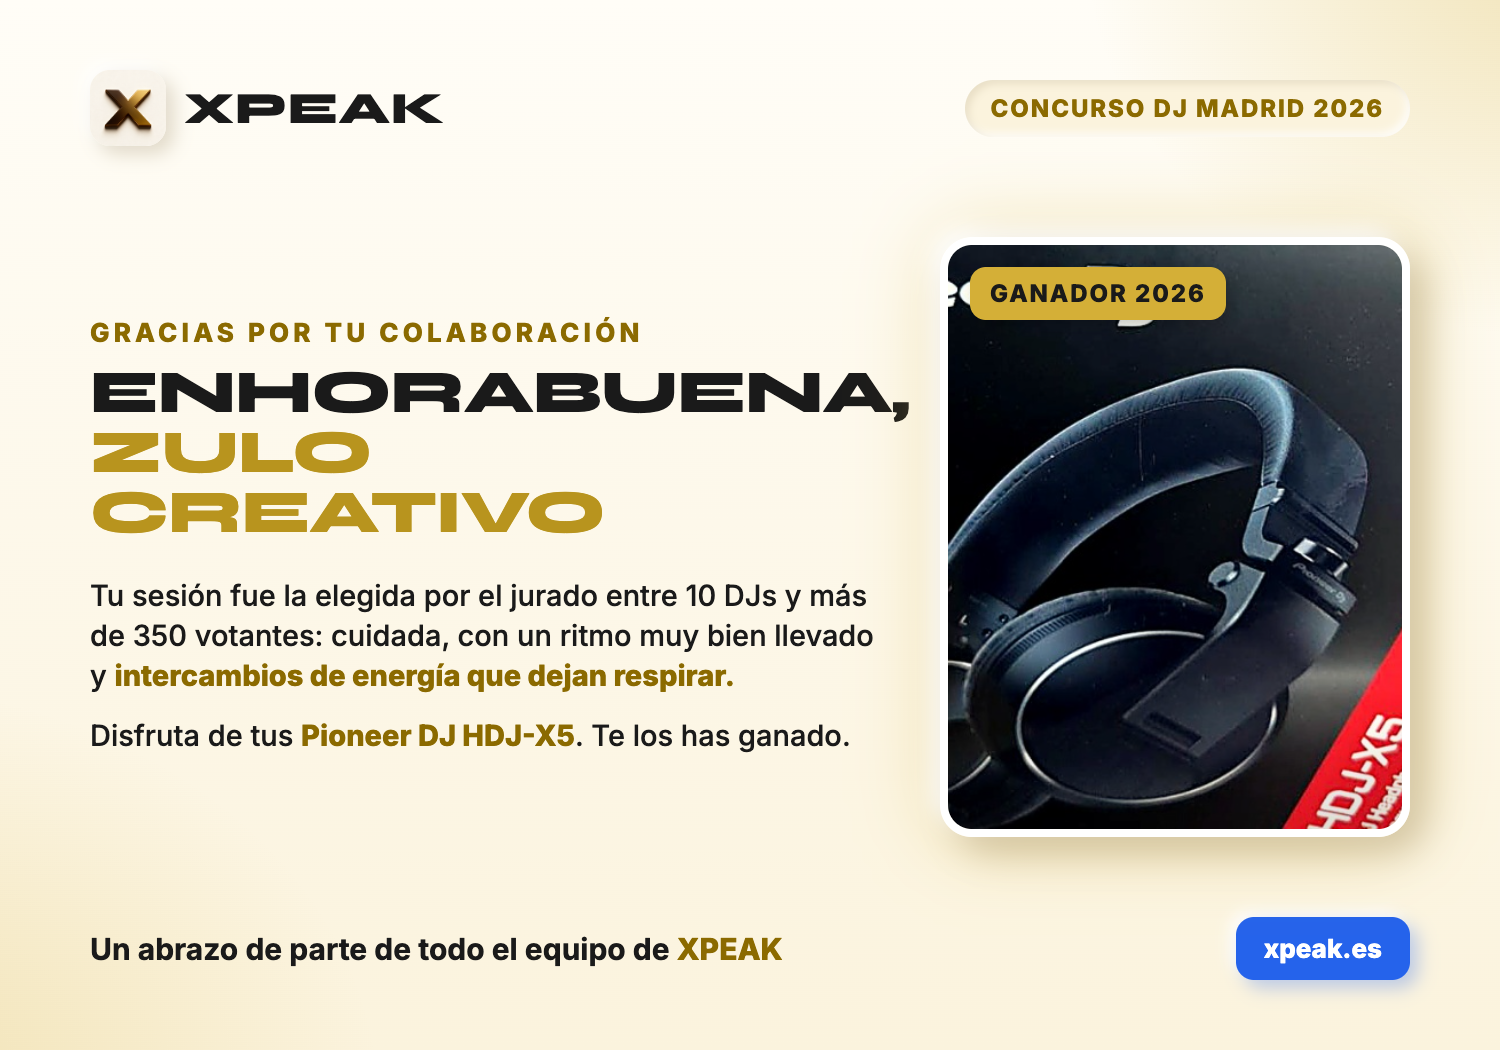 X XPEAK
CONCURSO DJ MADRID 2026
GRACIAS POR TU COLABORACIÓN
ENHORABUENA,
ZULO
CREATIVO
Tu sesión fue la elegida por el jurado entre 10 DJs y más
de 350 votantes: cuidada, con un ritmo muy bien llevado
y intercambios de energía que dejan respirar.
Disfruta de tus Pioneer DJ HDJ-X5. Te los has ganado.
GANADOR 2026
Pioneer Dj
HDJ-X5
Un abrazo de parte de todo el equipo de XPEAK
xpeak.es